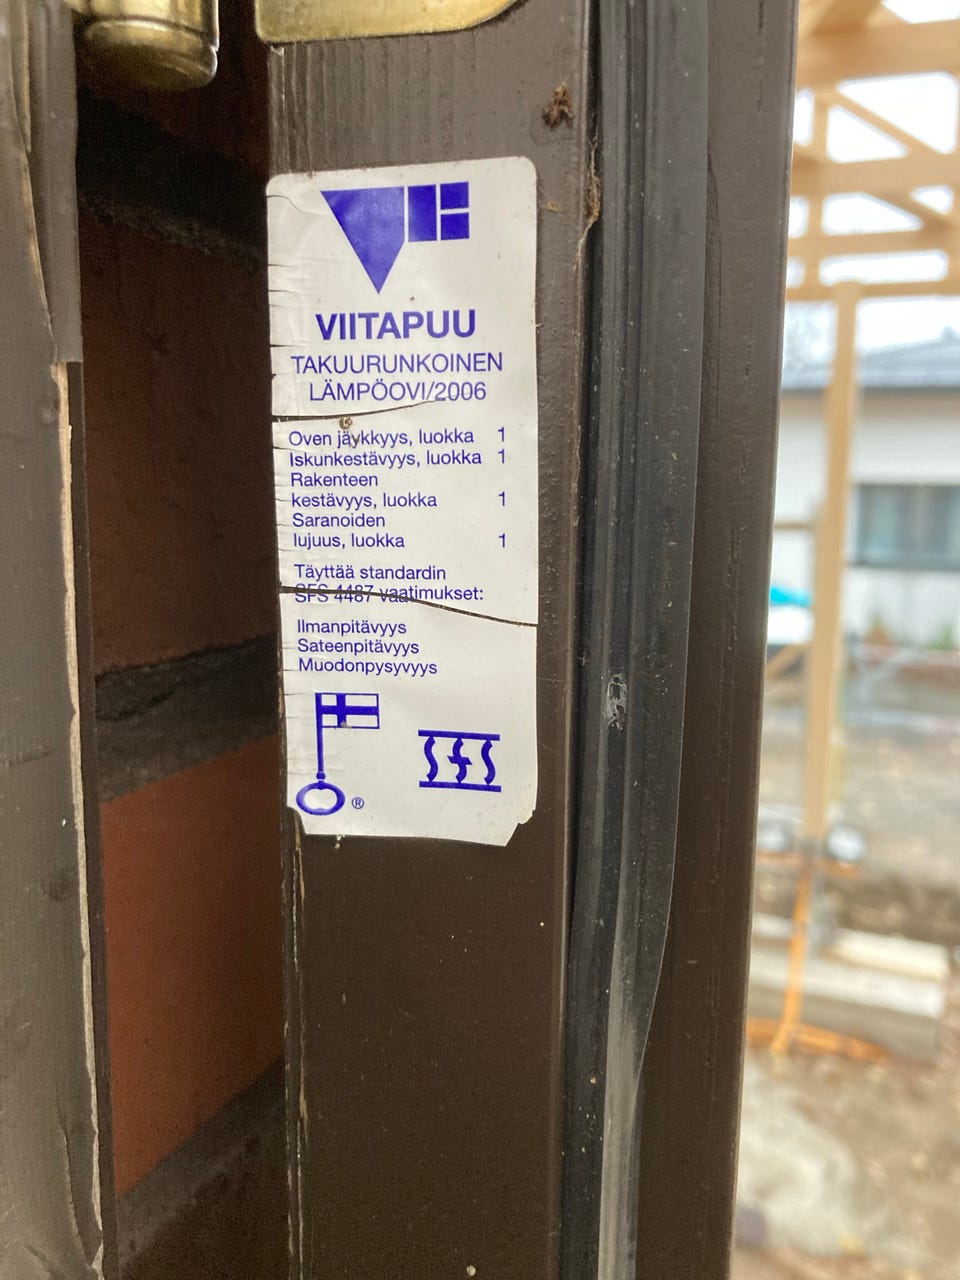 VIITAPUU
TAKUURUNKOINEN
LÄMPÖOVI/2006
Oven jäykkyys, luokka 1
Iskunkestävyys, luokka 1
Rakenteen
kestävyys, luokka 1
Saranoiden
lujuus, luokka 1
Täyttää standardin
SFS 4487 vaatimukset:
Ilmanpitävyys
Sateenpitävyys
Muodonpysyvyys
®
SFS